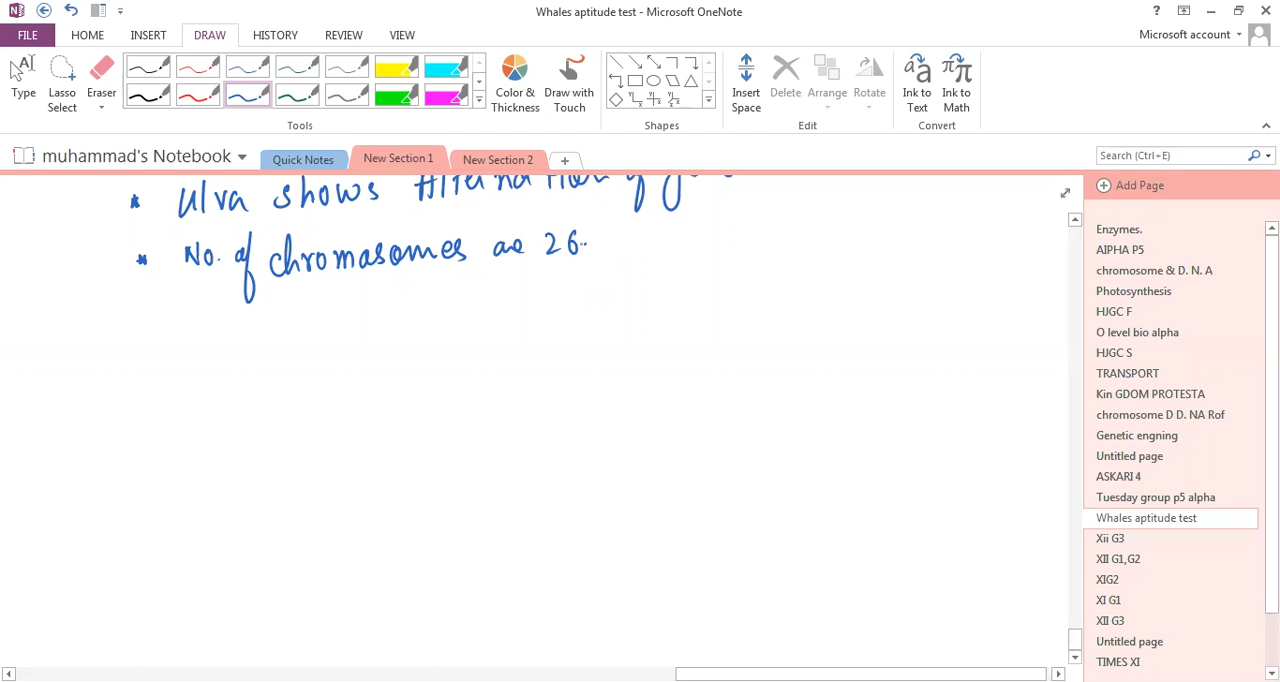 Whales aptitude test - Microsoft OneNote
?
FILE HOME INSERT DRAW HISTORY REVIEW VIEW
Microsoft account
Type Lasso Select Eraser Color & Thickness Draw with Touch Insert Space Delete Arrange Rotate Ink to Text Ink to Math
Tools Shapes Edit Convert
muhammad's Notebook Quick Notes New Section 1 New Section 2 +
Search (Ctrl+E)
Add Page
* Ulva shows Alternation of
* No. of chromasomes are 26.
Enzymes.
AlPHA P5
chromosome & D. N. A
Photosynthesis
HJGC F
O level bio alpha
HJGC S
TRANSPORT
Kin GDOM PROTESTA
chromosome D D. NA Rof
Genetic engning
Untitled page
ASKARI 4
Tuesday group p5 alpha
Whales aptitude test
Xii G3
XII G1,G2
XIG2
XI G1
XII G3
Untitled page
TIMES XI